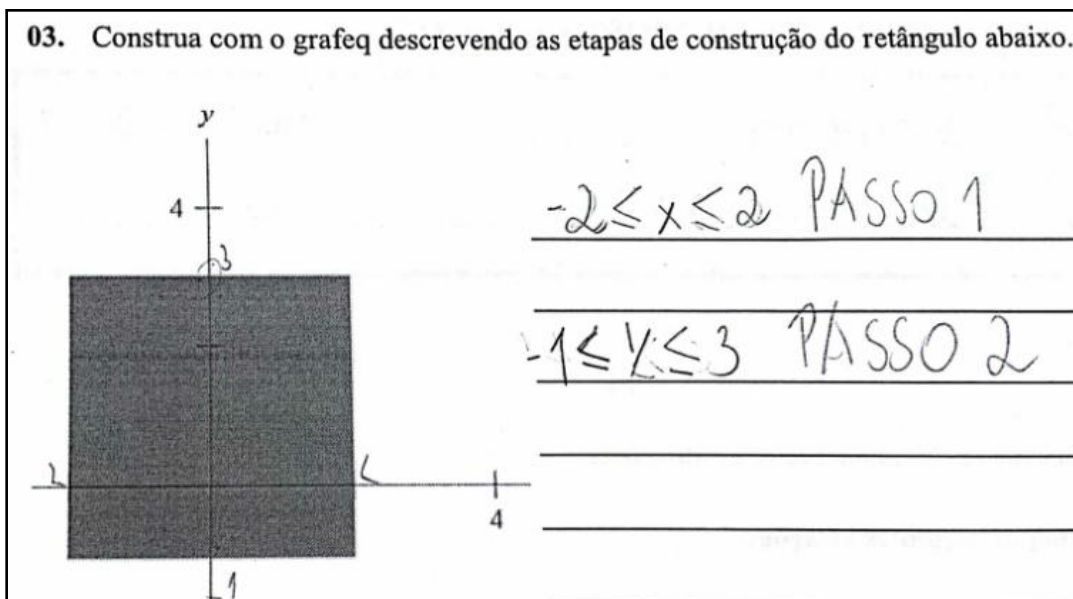 03. Construa com o grafeq descrevendo as etapas de construção do retângulo abaixo.
y
4
3
-2 ≤ x ≤ 2 PASSO 1
-1 ≤ y ≤ 3 PASSO 2
2
4
1